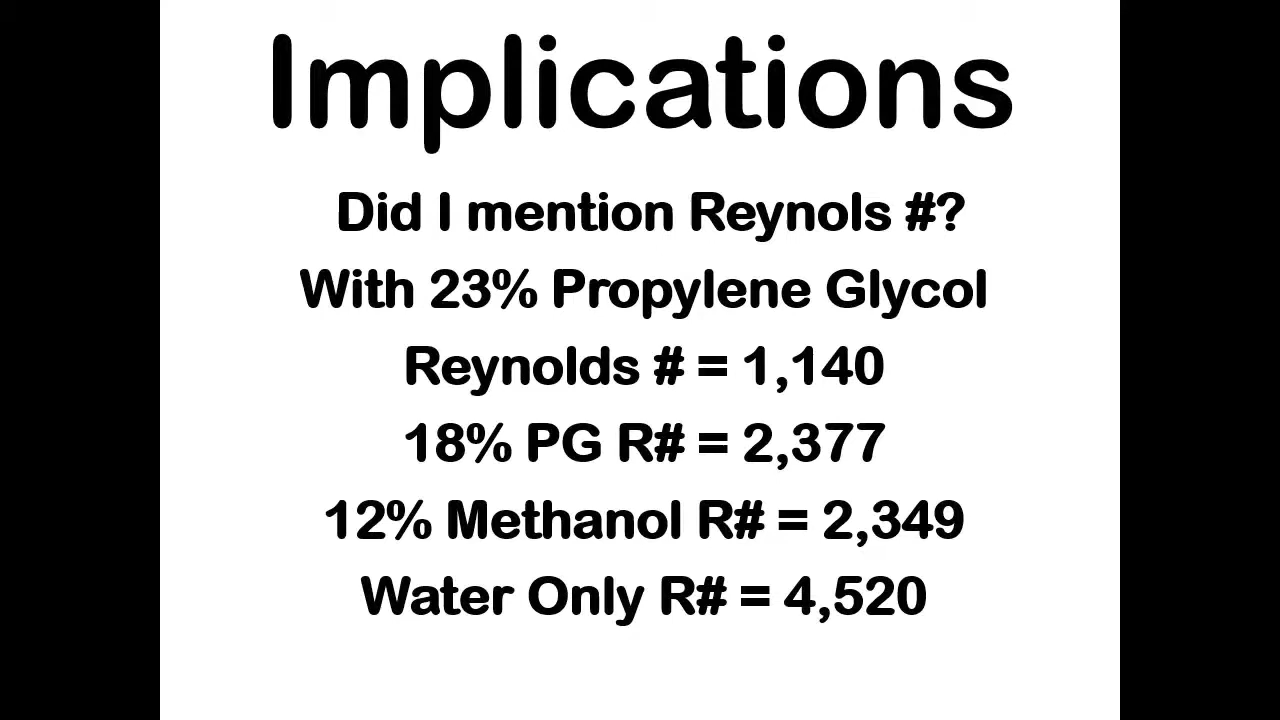 Implications
Did I mention Reynols #?
With 23% Propylene Glycol
Reynolds # = 1,140
18% PG R# = 2,377
12% Methanol R# = 2,349
Water Only R# = 4,520